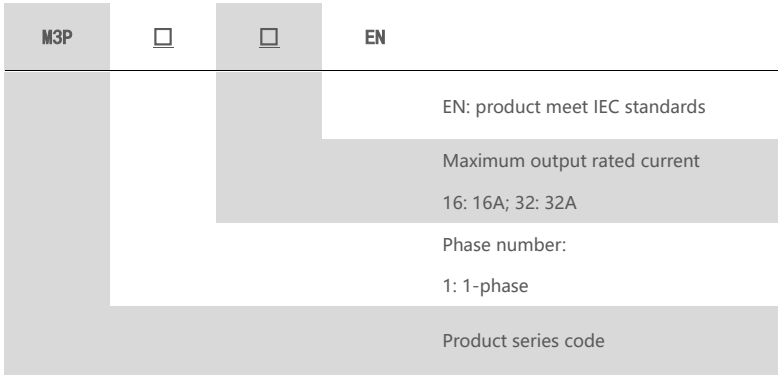 M3P □ □ EN
EN: product meet IEC standards
Maximum output rated current
16: 16A; 32: 32A
Phase number:
1: 1-phase
Product series code